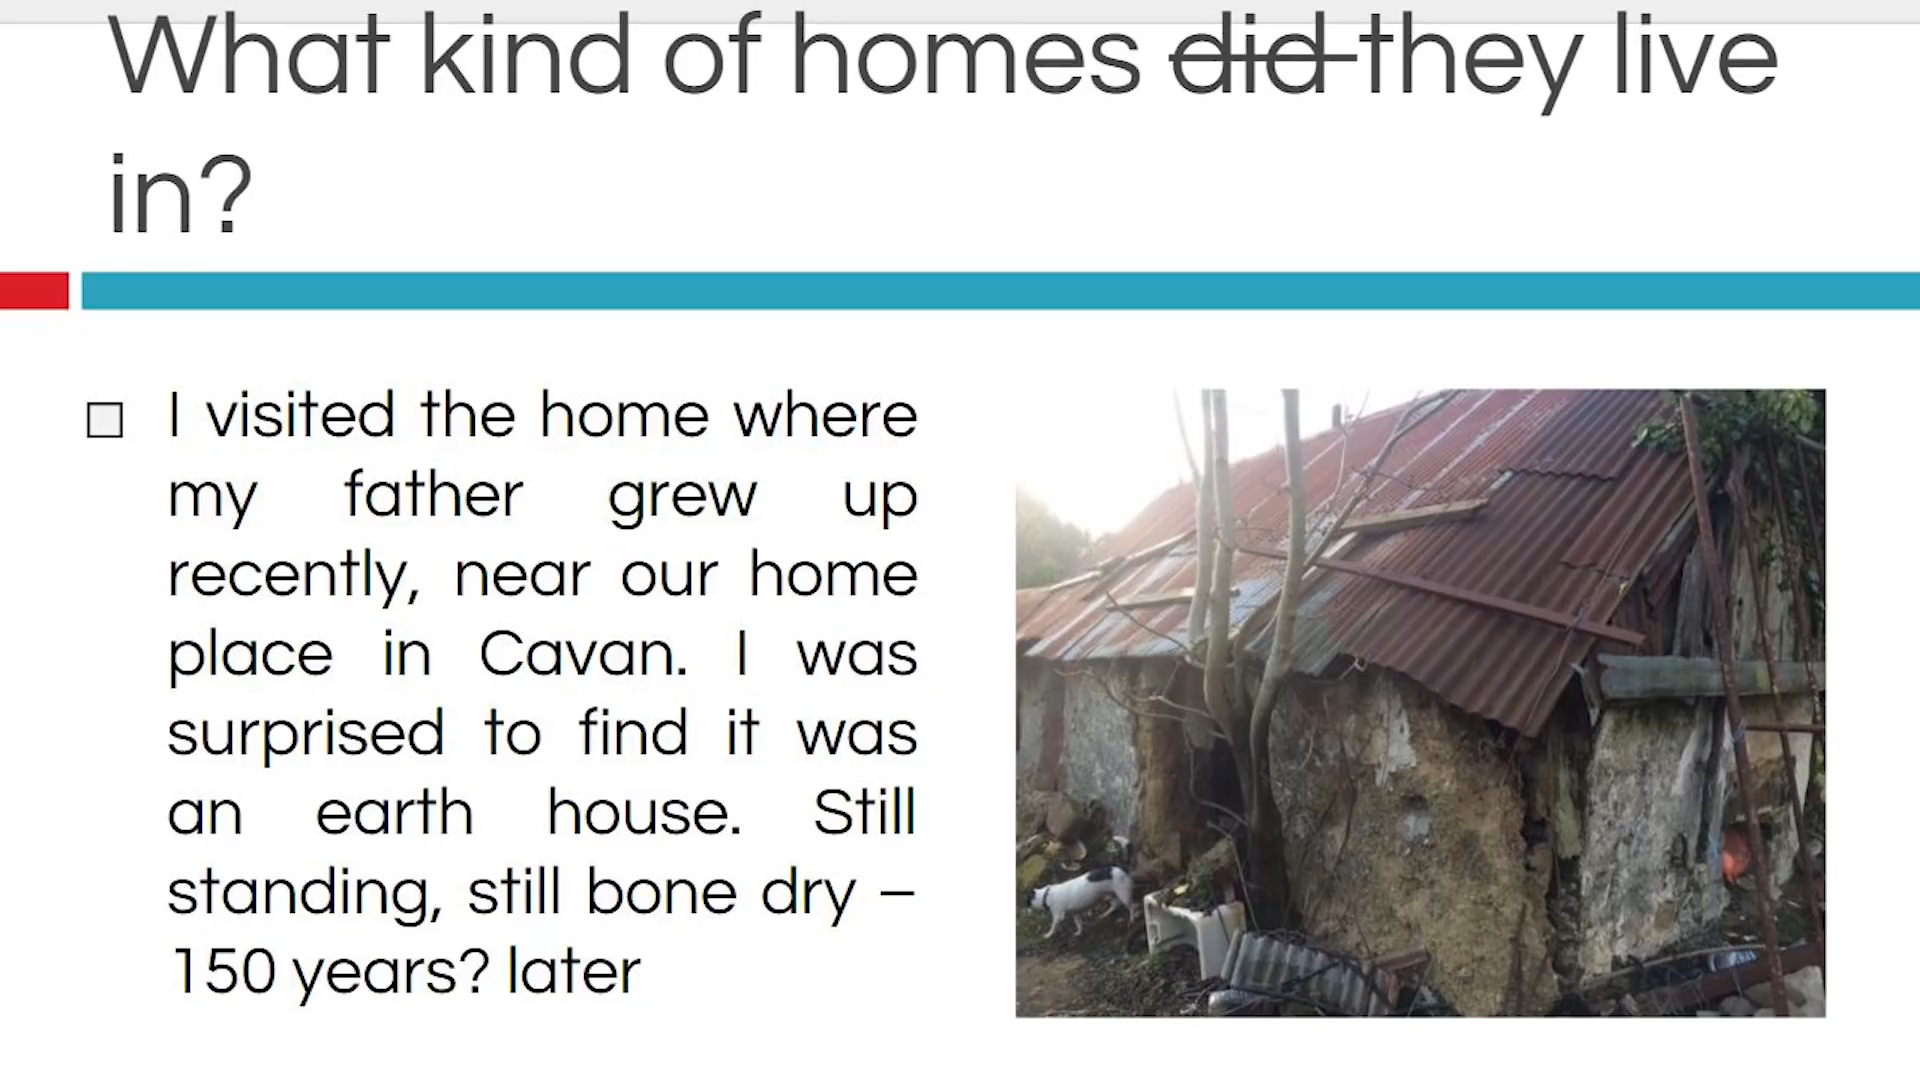 What kind of homes did they live
in?
I visited the home where
my father grew up
recently, near our home
place in Cavan. I was
surprised to find it was
an earth house. Still
standing, still bone dry –
150 years? later